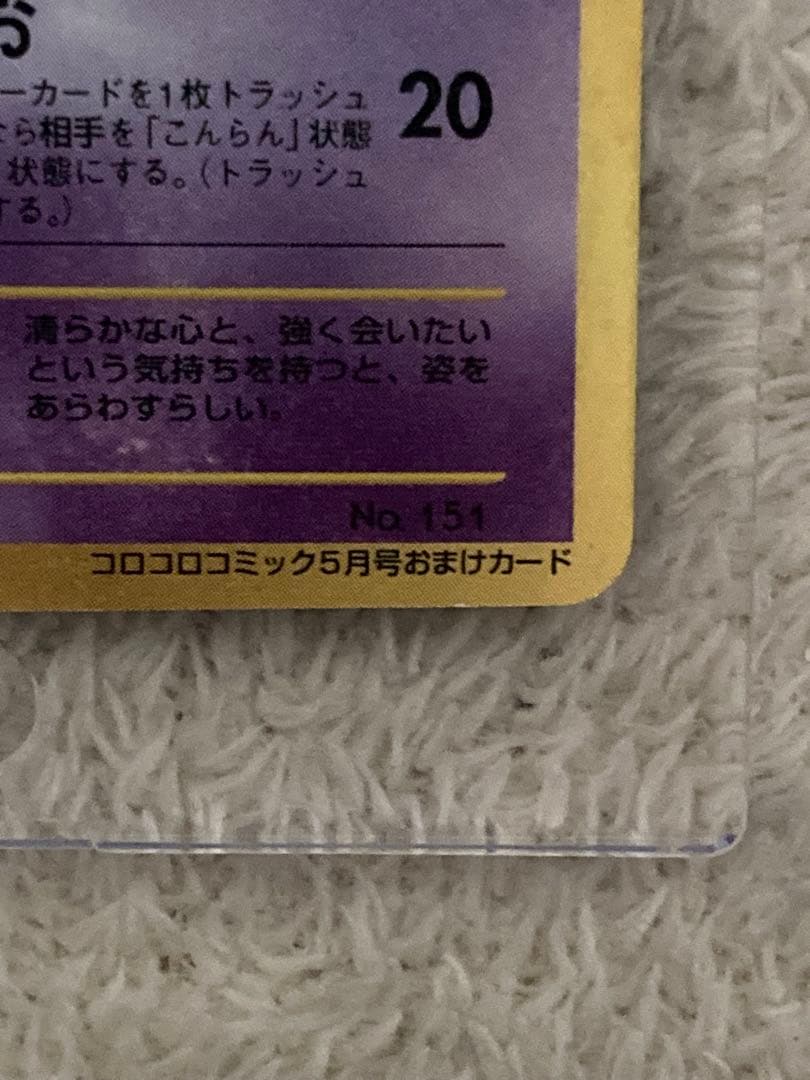 お
ーカードを1枚トラッシュ 20
ら相手を「こんらん」状態
状態にする。(トラッシュ
する。)
清らかな心と、強く会いたい
という気持ちを持つと、姿を
あらわすらしい。
No. 151
コロコロコミック5月号おまけカード